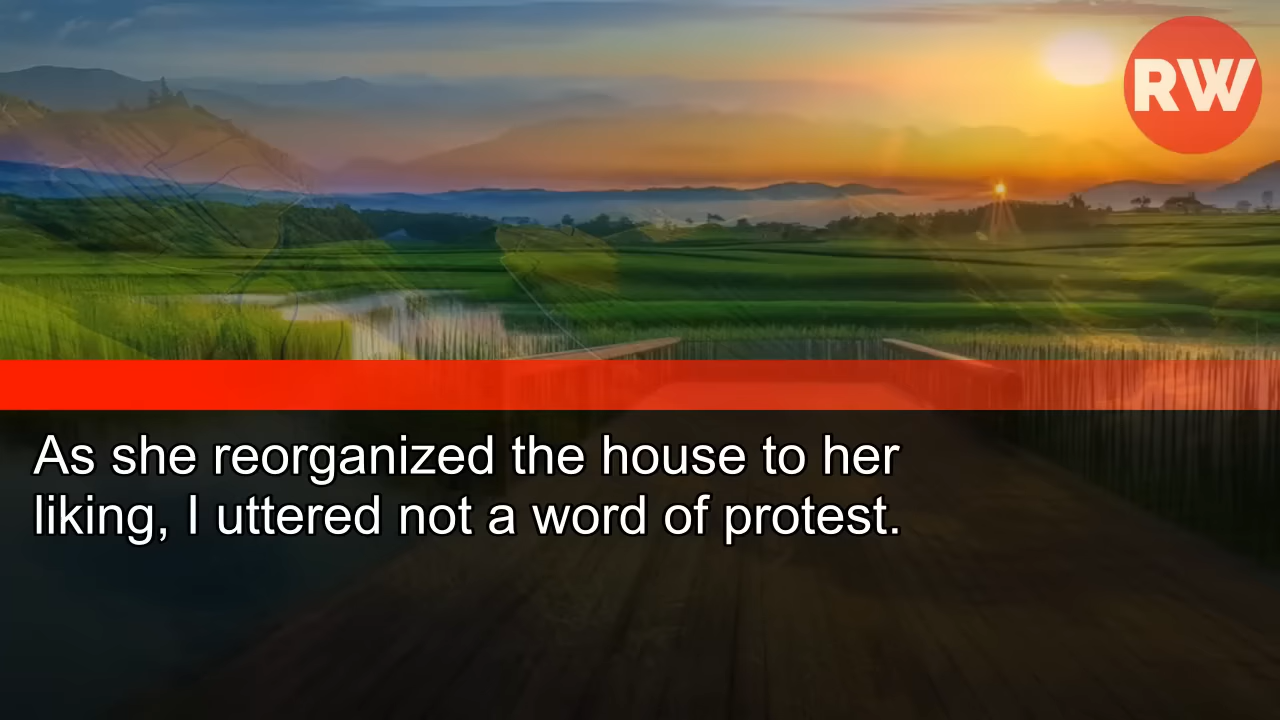 RW
As she reorganized the house to her
liking, I uttered not a word of protest.